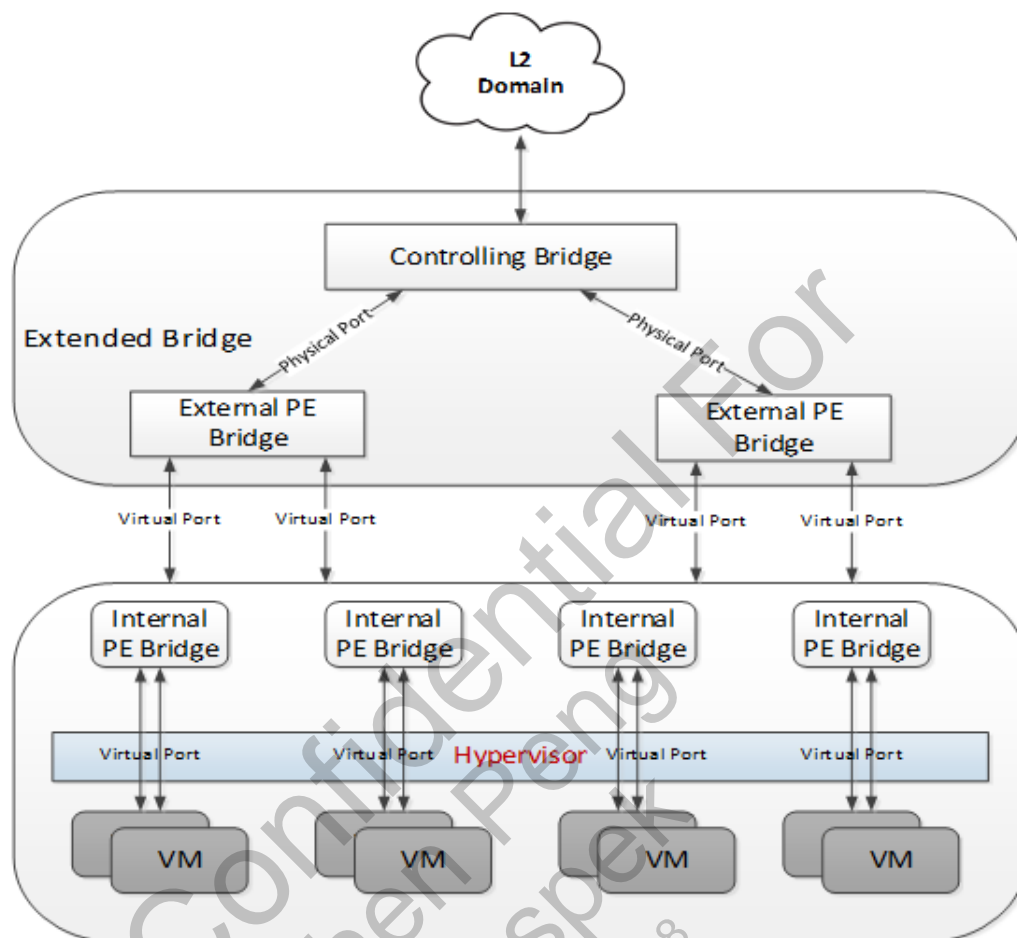 L2
Domain
Controlling Bridge
Physical Port
Physical Port
Extended Bridge
External PE
Bridge
External PE
Bridge
Virtual Port
Virtual Port
Virtual Port
Virtual Port
Internal
PE Bridge
Internal
PE Bridge
Internal
PE Bridge
Internal
PE Bridge
Virtual Port
Virtual Port
Hypervisor
Virtual Port
Virtual Port
VM
VM
VM
VM
Confidential For
Peng
8